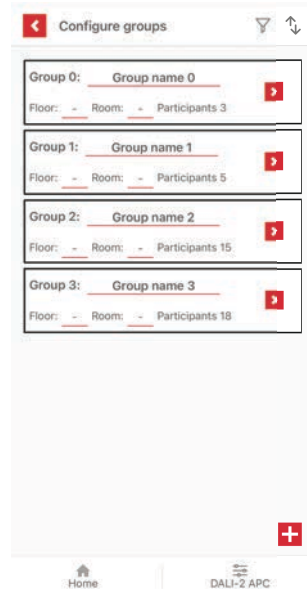 Configure groups
Group 0: Group name 0
Floor: - Room: - Participants 3
Group 1: Group name 1
Floor: - Room: - Participants 5
Group 2: Group name 2
Floor: - Room: - Participants 15
Group 3: Group name 3
Floor: - Room: - Participants 18
Home
DALI-2 APC